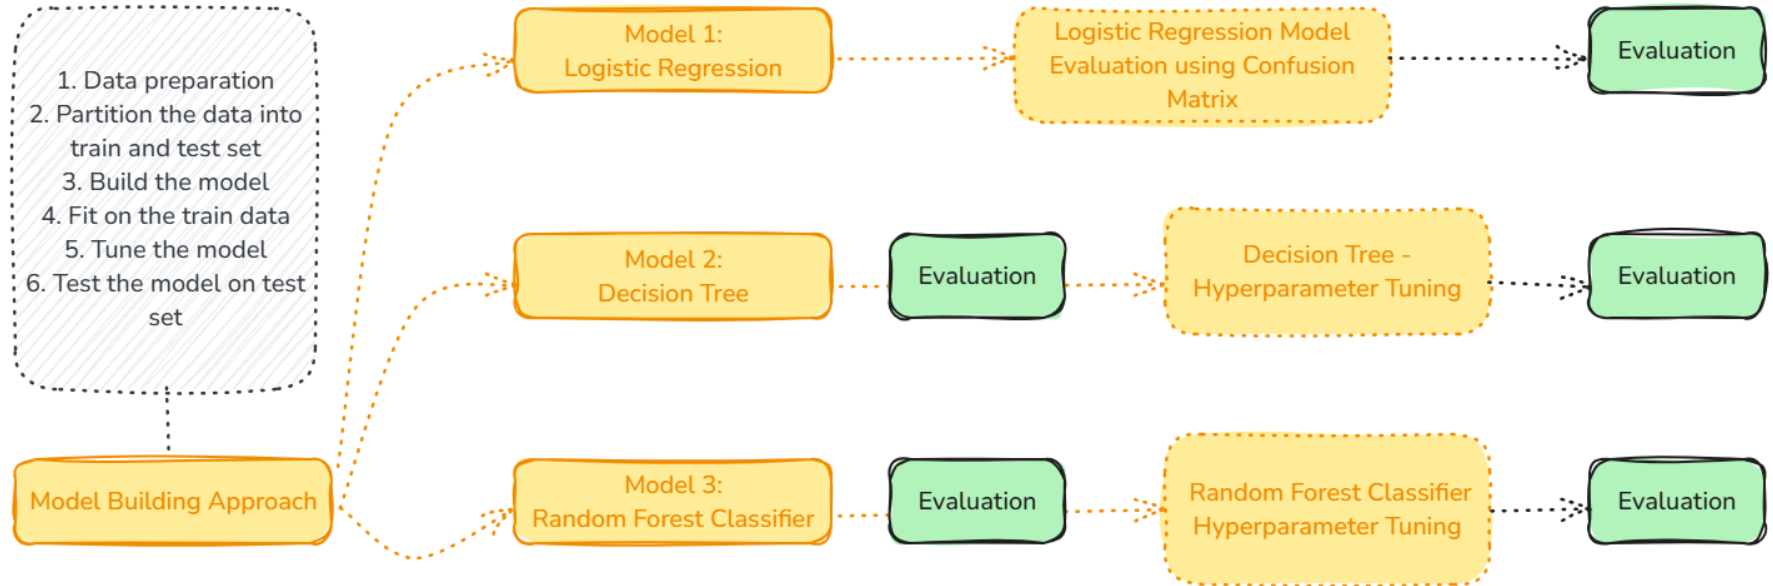 1. Data preparation
2. Partition the data into
train and test set
3. Build the model
4. Fit on the train data
5. Tune the model
6. Test the model on test
set
Model Building Approach
Model 1:
Logistic Regression
Logistic Regression Model
Evaluation using Confusion
Matrix
Evaluation
Model 2:
Decision Tree
Evaluation
Decision Tree -
Hyperparameter Tuning
Evaluation
Model 3:
Random Forest Classifier
Evaluation
Random Forest Classifier
Hyperparameter Tuning
Evaluation